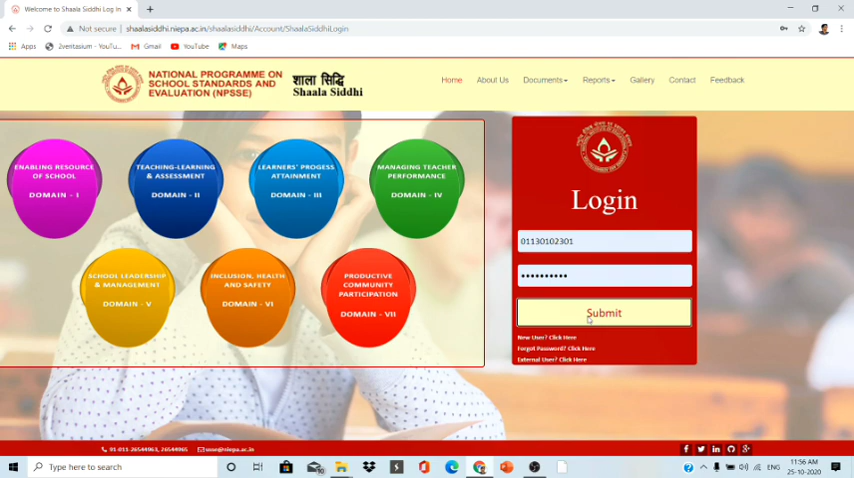 Welcome to Shaala Siddhi Log In
Not secure | shaalasiddhi.niepa.ac.in/shaalasiddhi/Account/ShaalaSiddhiLogin
Apps 2veritasium - YouTu... Gmail YouTube Maps
NATIONAL PROGRAMME ON
SCHOOL STANDARDS AND
EVALUATION (NPSSE)
शाला सिद्धि
Shaala Siddhi
Home About Us Documents Reports Gallery Contact Feedback
ENABLING RESOURCE
OF SCHOOL
DOMAIN - I
TEACHING-LEARNING
& ASSESSMENT
DOMAIN - II
LEARNERS' PROGESS
ATTAINMENT
DOMAIN - III
MANAGING TEACHER
PERFORMANCE
DOMAIN - IV
SCHOOL LEADERSHIP
& MANAGEMENT
DOMAIN - V
INCLUSION, HEALTH
AND SAFETY
DOMAIN - VI
PRODUCTIVE
COMMUNITY
PARTICIPATION
DOMAIN - VII
Login
01130102301
Submit
New User? Click Here
Forgot Password? Click Here
External User? Click Here
01-011-26544963, 26544965
Type here to search
ENG
11:56 AM
25-10-2020